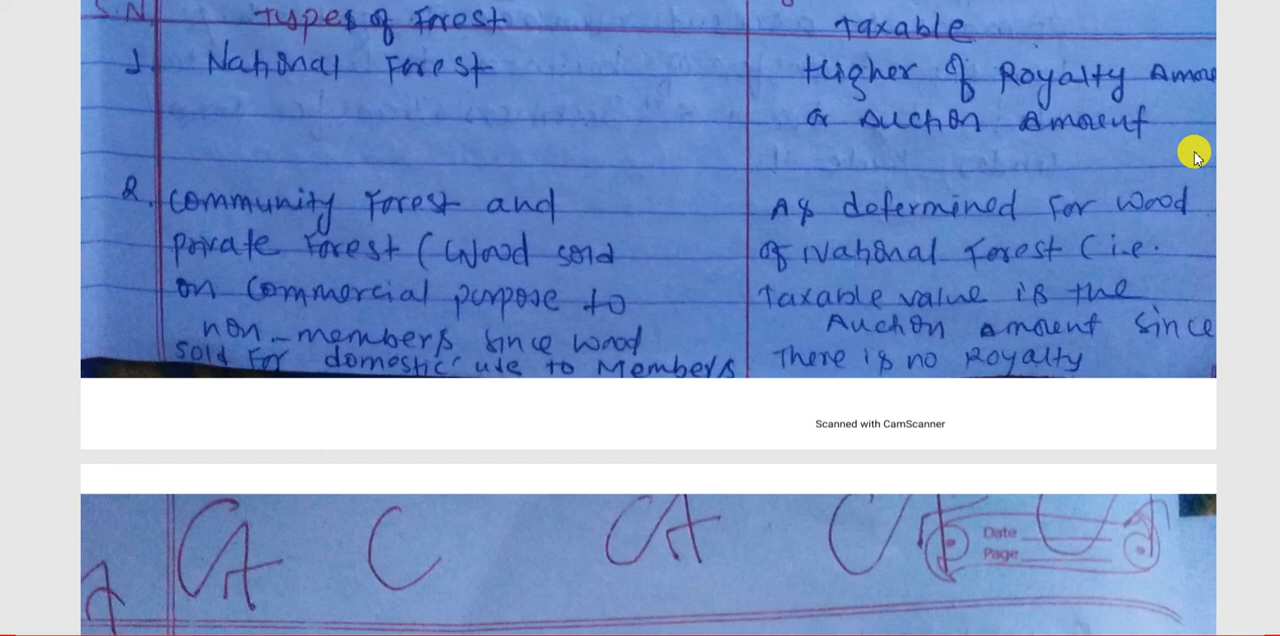 S.N Types of Forest Taxable
1. National Forest Higher of Royalty Amou
or Auction Amount
2. Community Forest and As determined For wood
private Forest (Wood sold of National Forest (i.e.
on Commercial purpose to Taxable value is the
non-members since wood Auction Amount since
sold For domestic use to Members There is no Royalty
Scanned with CamScanner
CA C CA
Date
Page